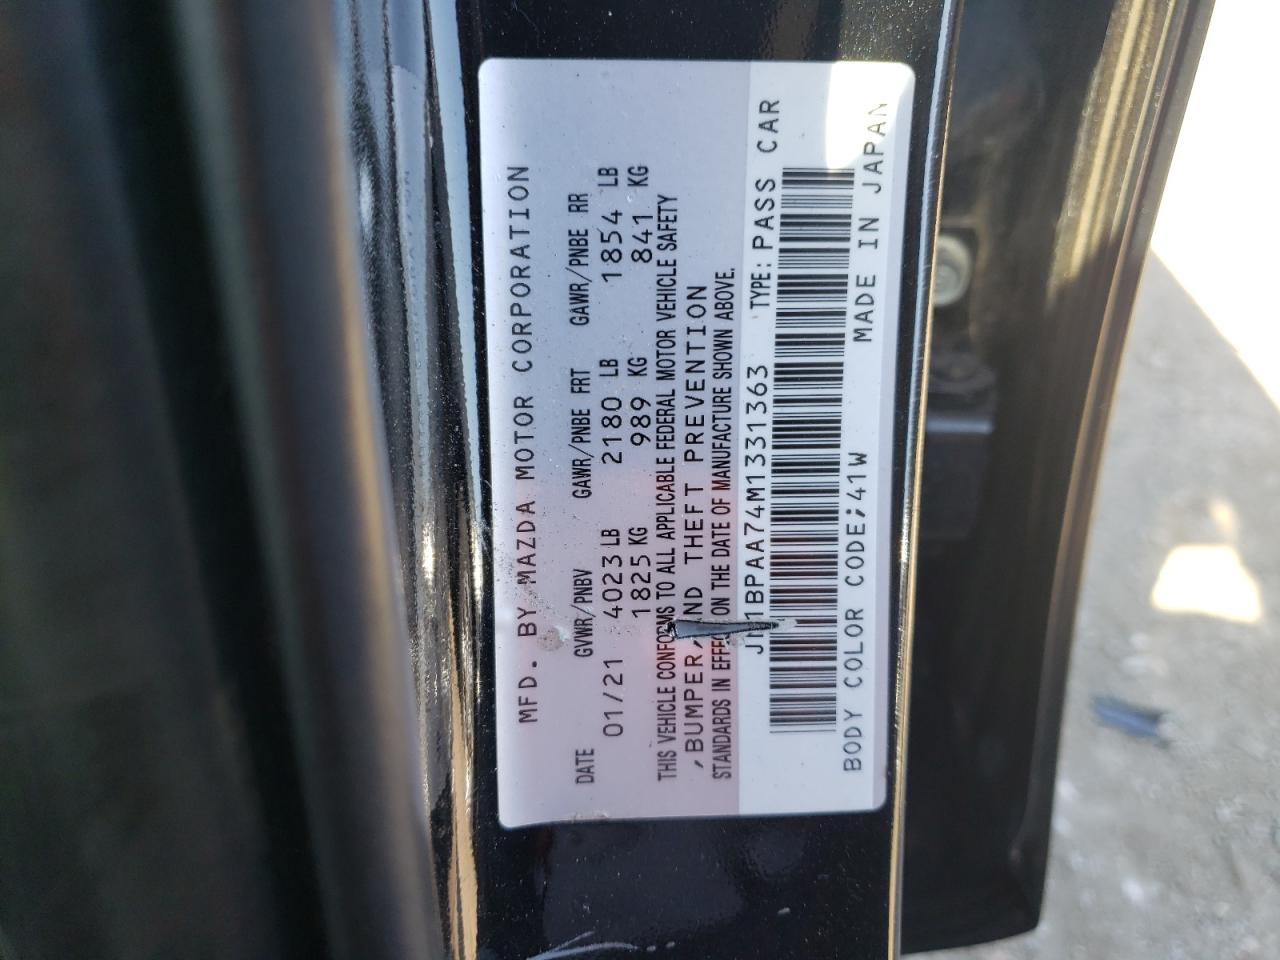 MFD. BY MAZDA MOTOR CORPORATION
DATE GVWR/PNBV GAWR/PNBE FRT GAWR/PNBE RR
01/21 4023 LB 2180 LB 1854 LB
1825 KG 989 KG 841 KG
THIS VEHICLE CONFORMS TO ALL APPLICABLE FEDERAL MOTOR VEHICLE SAFETY
,BUMPER, AND THEFT PREVENTION
STANDARDS IN EFFECT ON THE DATE OF MANUFACTURE SHOWN ABOVE.
JM1BPAA74M1331363 TYPE: PASS CAR
BODY COLOR CODE;41W MADE IN JAPAN